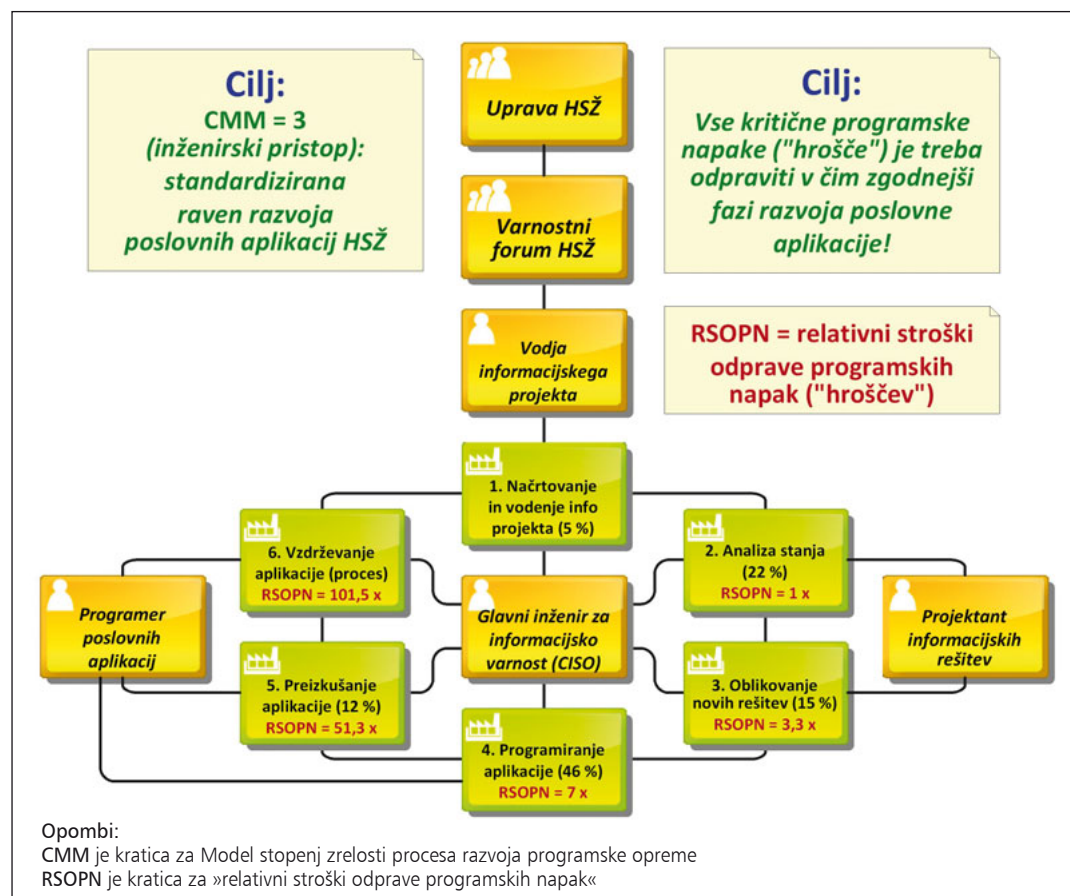 Cilj:
CMM = 3
(inženirski pristop):
standardizirana
raven razvoja
poslovnih aplikacij HSŽ
Uprava HSŽ
Cilj:
Vse kritične programske
napake ("hrošče") je treba
odpraviti v čim zgodnejši
fazi razvoja poslovne
aplikacije!
Varnostni
forum HSŽ
Vodja
informacijskega
projekta
RSOPN = relativni stroški
odprave programskih
napak ("hroščev")
1. Načrtovanje
in vodenje info
projekta (5 %)
6. Vzdrževanje
aplikacije (proces)
RSOPN = 101,5 x
2. Analiza stanja
(22 %)
RSOPN = 1 x
Programer
poslovnih
aplikacij
Glavni inženir za
informacijsko
varnost (CISO)
Projektant
informacijskih
rešitev
5. Preizkušanje
aplikacije (12 %)
RSOPN = 51,3 x
3. Oblikovanje
novih rešitev (15 %)
RSOPN = 3,3 x
4. Programiranje
aplikacije (46 %)
RSOPN = 7 x
Opombi:
CMM je kratica za Model stopenj zrelosti procesa razvoja programske opreme
RSOPN je kratica za »relativni stroški odprave programskih napak«